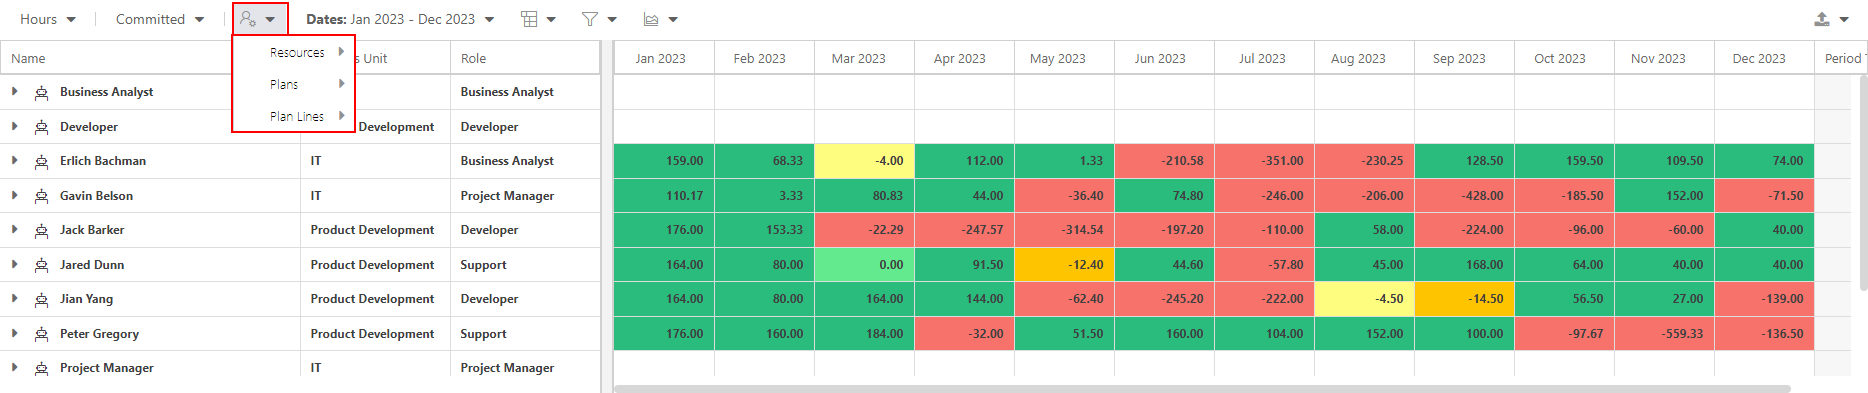 Hours Committed Dates: Jan 2023 - Dec 2023
Resources
Plans
Plan Lines
Name s Unit Role Jan 2023 Feb 2023 Mar 2023 Apr 2023 May 2023 Jun 2023 Jul 2023 Aug 2023 Sep 2023 Oct 2023 Nov 2023 Dec 2023 Period T
Business Analyst Business Analyst
Developer Development Developer
Erlich Bachman IT Business Analyst 159.00 68.33 -4.00 112.00 1.33 -210.58 -351.00 -230.25 128.50 159.50 109.50 74.00
Gavin Belson IT Project Manager 110.17 3.33 80.83 44.00 -36.40 74.80 -246.00 -206.00 -428.00 -185.50 152.00 -71.50
Jack Barker Product Development Developer 176.00 153.33 -22.29 -247.57 -314.54 -197.20 -110.00 58.00 -224.00 -96.00 -60.00 40.00
Jared Dunn Product Development Support 164.00 80.00 0.00 91.50 -12.40 44.60 -57.80 45.00 168.00 64.00 40.00 40.00
Jian Yang Product Development Developer 164.00 80.00 164.00 144.00 -62.40 -245.20 -222.00 -4.50 -14.50 56.50 27.00 -139.00
Peter Gregory Product Development Support 176.00 160.00 184.00 -32.00 51.50 160.00 104.00 152.00 100.00 -97.67 -559.33 -136.50
Project Manager IT Project Manager